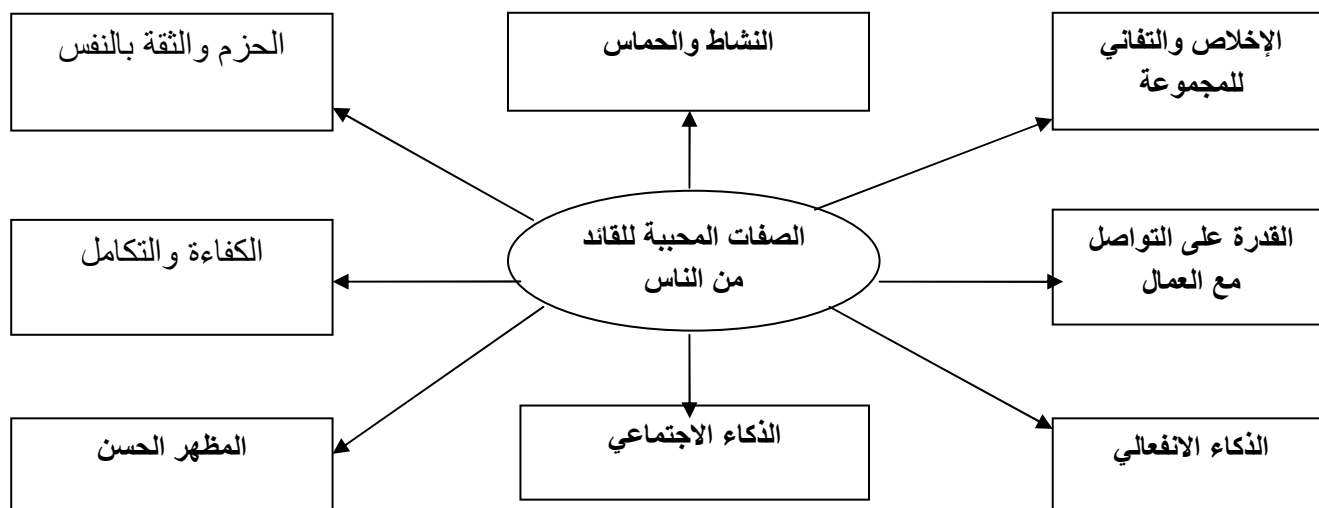 الإخلاص والتفاني
للمجموعة
النشاط والحماس
الحزم والثقة بالنفس
القدرة على التواصل
مع العمال
الصفات المحببة للقائد
من الناس
الكفاءة والتكامل
الذكاء الانفعالي
الذكاء الاجتماعي
المظهر الحسن